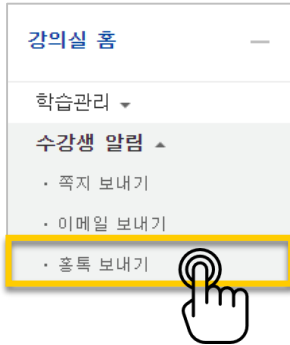 강의실 홈
학습관리
수강생 알림
· 쪽지 보내기
· 이메일 보내기
· 홍톡 보내기